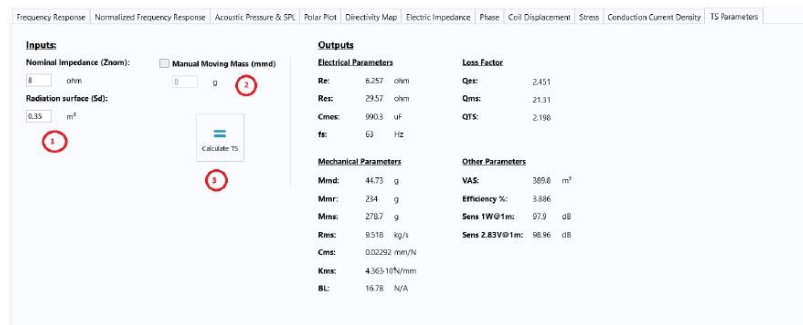 Frequency Response Normalized Frequency Response Acoustic Pressure & SPL Polar Plot Directivity Map Electric Impedance Phase Coil Displacement Stress Conduction Current Density TS Parameters
Inputs:
Nominal Impedance (Znom):
8 ohm
Radiation surface (Sd):
0.35 m²
1
Manual Moving Mass (mmd)
0 g
2
=
Calculate TS
3
Outputs
Electrical Parameters
Re: 6.257 ohm
Res: 29.57 ohm
Cmes: 990.3 uF
fs: 63 Hz
Loss Factor
Qes: 2.451
Qms: 21.31
QTS: 2.198
Mechanical Parameters
Mmd: 44.73 g
Mmr: 234 g
Mms: 278.7 g
Rms: 9.518 kg/s
Cms: 0.02292 mm/N
Kms: 4.363·10⁴N/mm
BL: 16.78 N/A
Other Parameters
VAS: 389.8 m³
Efficiency %: 3.886
Sens 1W@1m: 97.9 dB
Sens 2.83V@1m: 98.96 dB